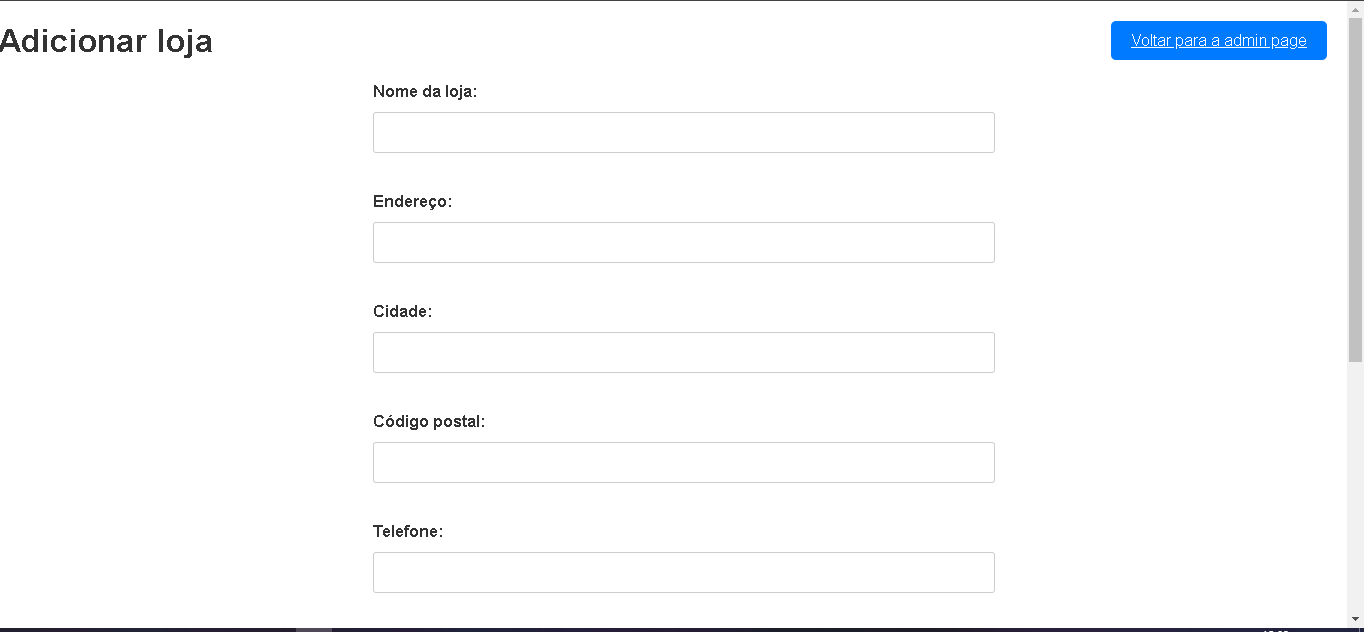 Adicionar loja
Voltar para a admin page
Nome da loja:
Endereço:
Cidade:
Código postal:
Telefone: